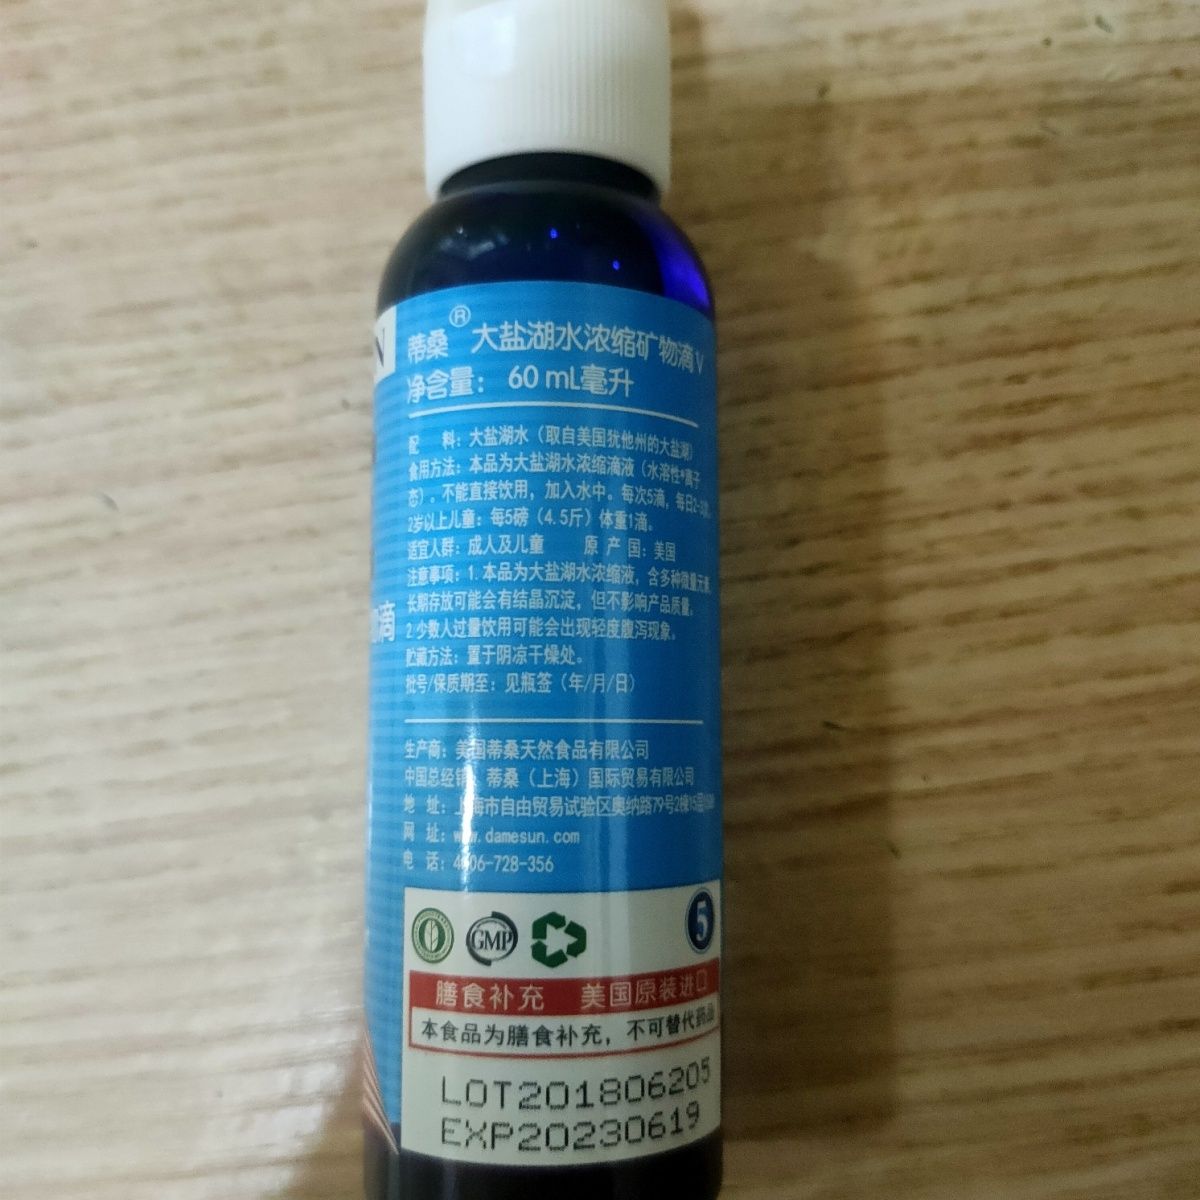 N
蒂桑® 大盐湖水浓缩矿物滴V
净含量： 60 mL毫升
配 料：大盐湖水（取自美国犹他州的大盐湖）
食用方法：本品为大盐湖水浓缩滴液（水溶性*离子
态）。不能直接饮用，加入水中。每次5滴，每日2-3次。
2岁以上儿童：每5磅（4.5斤）体重1滴。
适宜人群：成人及儿童 原 产 国：美国
注意事项：1.本品为大盐湖水浓缩液，含多种微量元素，
长期存放可能会有结晶沉淀，但不影响产品质量。
2.少数人过量饮用可能会出现轻度腹泻现象。
物滴
贮藏方法：置于阴凉干燥处。
批号/保质期至：见瓶签（年/月/日）
生产商：美国蒂桑天然食品有限公司
中国总经销：蒂桑（上海）国际贸易有限公司
地 址：上海市自由贸易试验区奥纳路79号2幢15层
网 址：www.damesun.com
电 话：4006-728-356
GMP
5
膳食补充 美国原装进口
本食品为膳食补充，不可替代药品
LOT201806205
EXP20230619